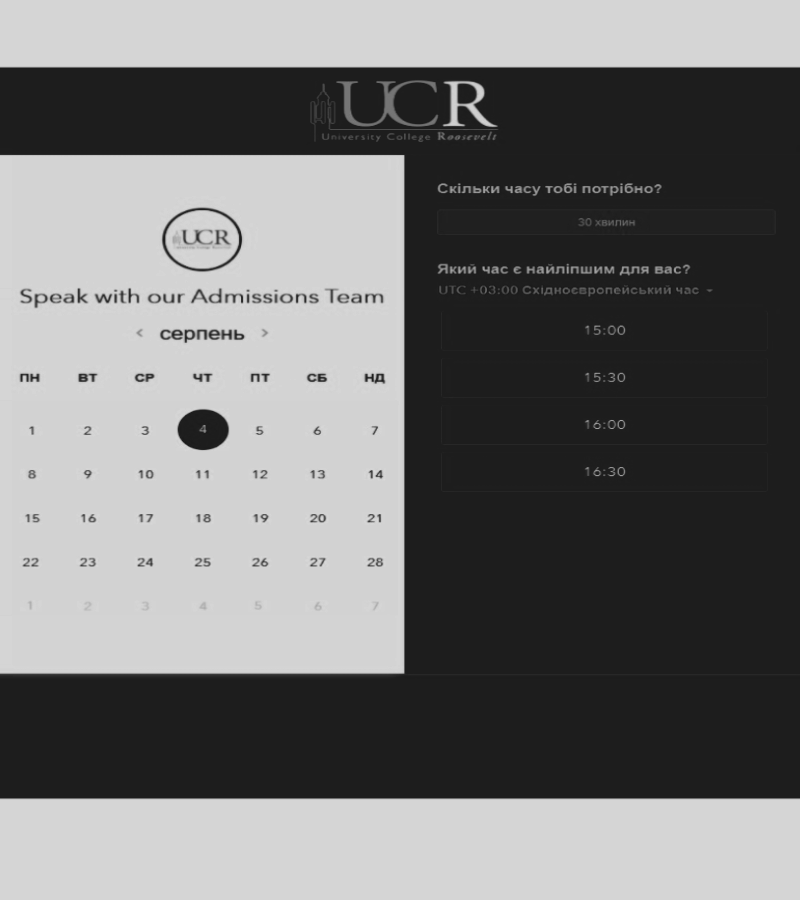 UCR
University College Roosevelt
UCR
Speak with our Admissions Team
< серпень >
ПН ВТ СР ЧТ ПТ СБ НД
1 2 3 4 5 6 7
8 9 10 11 12 13 14
15 16 17 18 19 20 21
22 23 24 25 26 27 28
1 2 3 4 5 6 7
Скільки часу тобі потрібно?
30 хвилин
Який час є найліпшим для вас?
UTC +03:00 Східноєвропейський час
15:00
15:30
16:00
16:30